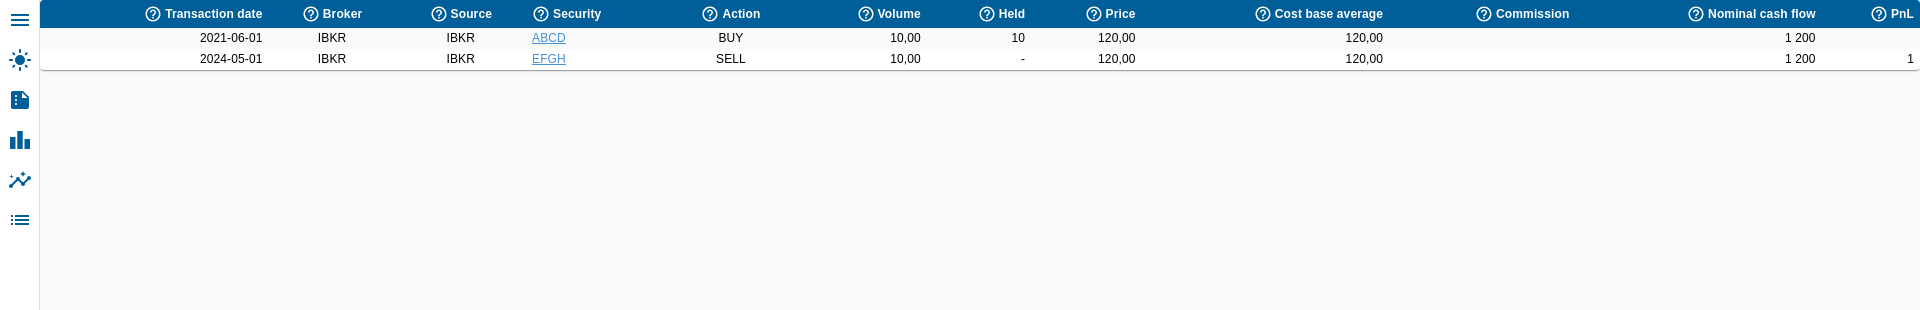 Transaction date Broker Source Security Action Volume Held Price Cost base average Commission Nominal cash flow PnL
2021-06-01 IBKR IBKR ABCD BUY 10,00 10 120,00 120,00 1 200
2024-05-01 IBKR IBKR EFGH SELL 10,00 - 120,00 120,00 1 200 1